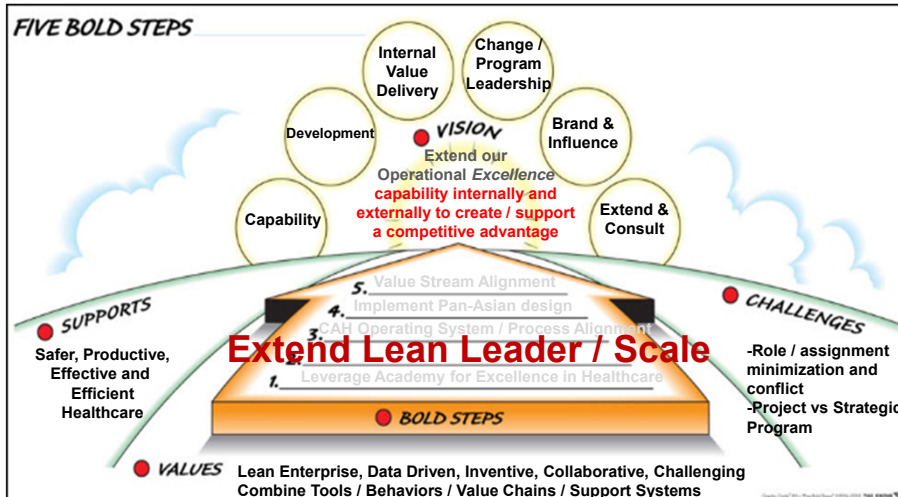 FIVE BOLD STEPS
Internal
Value
Delivery
Change /
Program
Leadership
Development
Brand &
Influence
Capability
Extend &
Consult
VISION
Extend our
Operational Excellence
capability internally and
externally to create / support
a competitive advantage
SUPPORTS
Safer, Productive,
Effective and
Efficient
Healthcare
5. Value Stream Alignment
4. Implement Pan-Asian design
3. CAH Operating System / Process Alignment
Extend Lean Leader / Scale
2.
1. Leverage Academy for Excellence in Healthcare
BOLD STEPS
CHALLENGES
-Role / assignment
minimization and
conflict
-Project vs Strategic
Program
VALUES
Lean Enterprise, Data Driven, Inventive, Collaborative, Challenging
Combine Tools / Behaviors / Value Chains / Support Systems